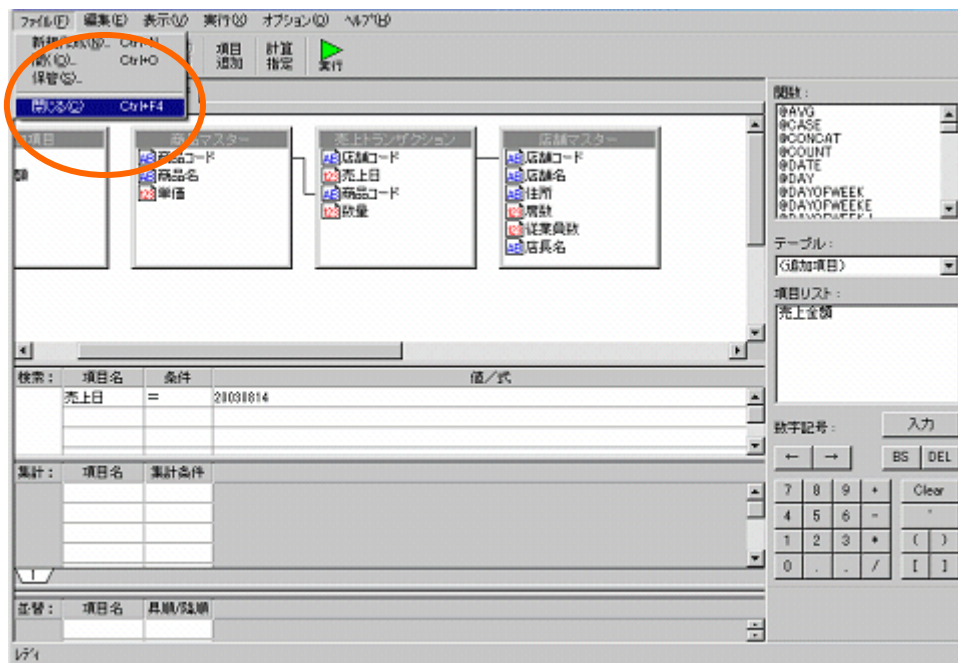 ファイル(F) 編集(E) 表示(V) 実行(X) オプション(O) ヘルプ(H)
開く(O)... Ctrl+O
保管(S)...
閉じる(C) Ctrl+F4
項目追加 計算指定 実行
商品マスター
商品コード
商品名
単価
売上トランザクション
店舗コード
売上日
商品コード
数量
店舗マスター
店舗コード
店舗名
住所
席数
従業員数
店長名
関数:
@AVG
@CASE
@CONCAT
@COUNT
@DATE
@DAY
@DAYOFWEEK
@DAYOFWEEKE
テーブル:
(追加項目)
項目リスト:
売上金額
検索: 項目名 条件 値/式
売上日 = 20030814
集計: 項目名 集計条件
1
並替: 項目名 昇順/降順
数字記号: 入力
← → BS DEL
7 8 9 + Clear
4 5 6 - '
1 2 3 * ( )
0 . , / [ ]
レディ